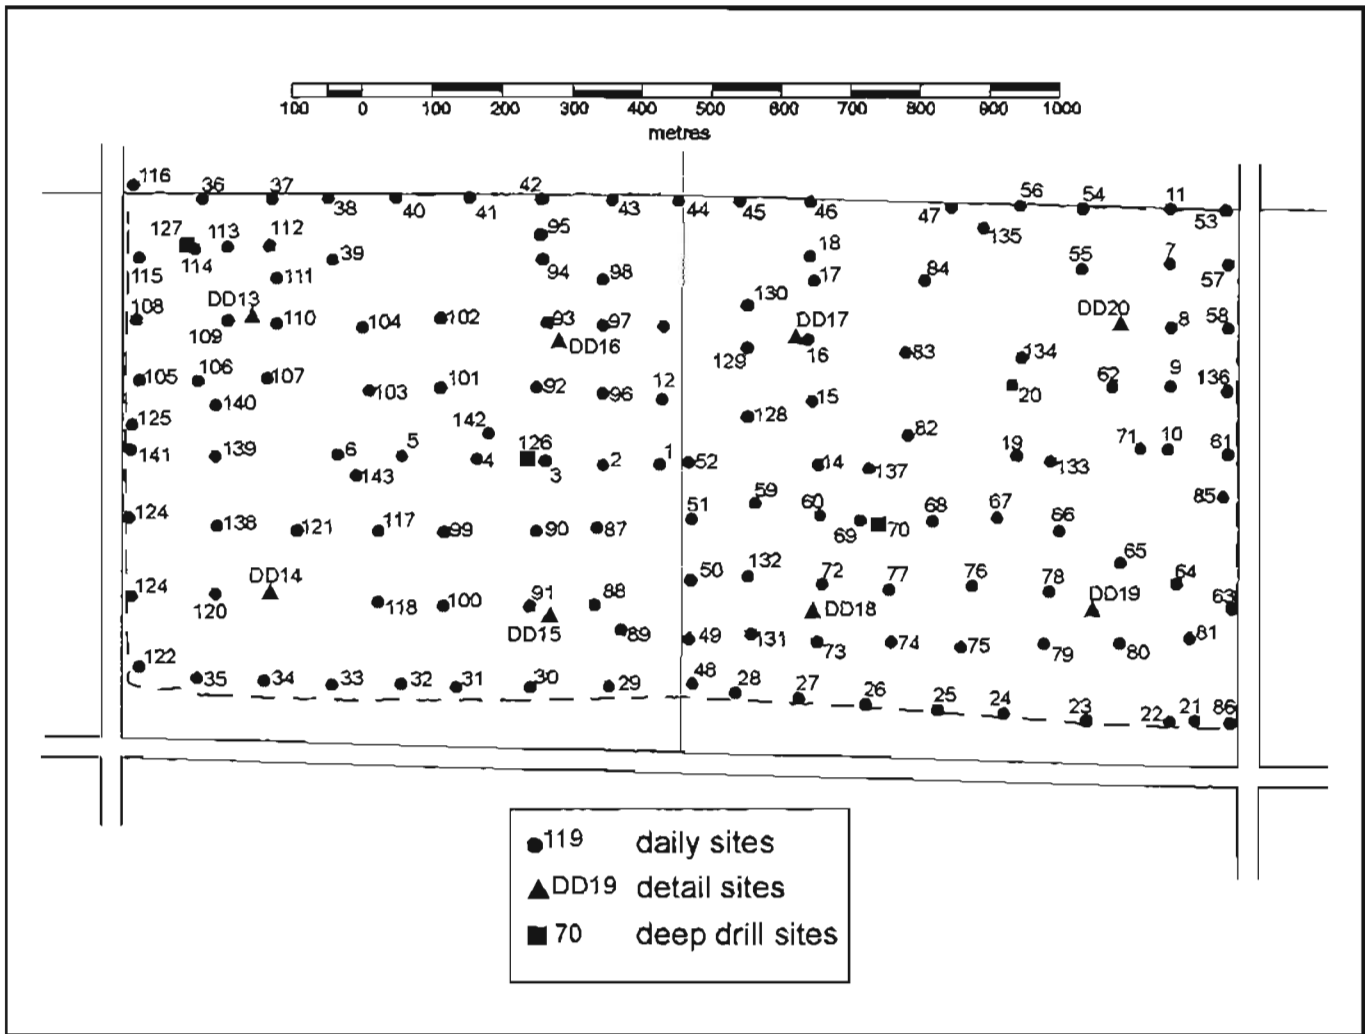 100 0 100 200 300 400 500 600 700 800 900 1000
metres
116 36 37 38 40 41 42 43 44 45 46 47 56 54 11 53
127 113 112 95 18 135
115 114 39 94 98 17 84 55 7 57
111
108 DD13 130
109 110 104 102 93 97 DD17 DD20 8 58
DD16 129 16 83 134
105 106 107 103 101 92 96 12 15 20 62 9 136
140
125 142 128 82
141 139 6 5 4 126 3 2 1 52 14 137 19 133 71 10 81
143
124 138 121 117 99 90 87 51 59 60 69 70 68 67 66 85
65
124 DD14 50 132 72 77 76 78 DD19 64 63
120 118 100 91 88 DD18
DD15 89 49 131 73 74 75 79 80 81
122 35 34 33 32 31 30 29 48 28 27 26 25 24 23 22 21 86
119 daily sites
DD19 detail sites
70 deep drill sites